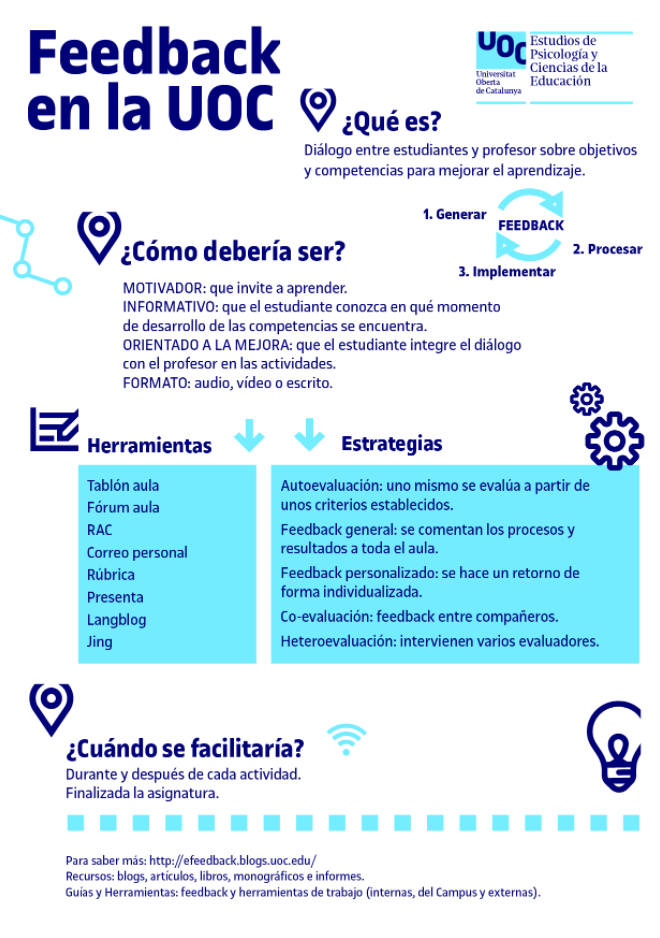 Feedback
en la UOC
UOC
Universitat
Oberta
de Catalunya
Estudios de
Psicología y
Ciencias de la
Educación
¿Qué es?
Diálogo entre estudiantes y profesor sobre objetivos
y competencias para mejorar el aprendizaje.
1. Generar
FEEDBACK
2. Procesar
3. Implementar
¿Cómo debería ser?
MOTIVADOR: que invite a aprender.
INFORMATIVO: que el estudiante conozca en qué momento
de desarrollo de las competencias se encuentra.
ORIENTADO A LA MEJORA: que el estudiante integre el diálogo
con el profesor en las actividades.
FORMATO: audio, vídeo o escrito.
Herramientas
Tablón aula
Fórum aula
RAC
Correo personal
Rúbrica
Presenta
Langblog
Jing
Estrategias
Autoevaluación: uno mismo se evalúa a partir de
unos criterios establecidos.
Feedback general: se comentan los procesos y
resultados a toda el aula.
Feedback personalizado: se hace un retorno de
forma individualizada.
Co-evaluación: feedback entre compañeros.
Heteroevaluación: intervienen varios evaluadores.
¿Cuándo se facilitaría?
Durante y después de cada actividad.
Finalizada la asignatura.
Para saber más: http://efeedback.blogs.uoc.edu/
Recursos: blogs, artículos, libros, monográficos e informes.
Guías y Herramientas: feedback y herramientas de trabajo (internas, del Campus y externas).